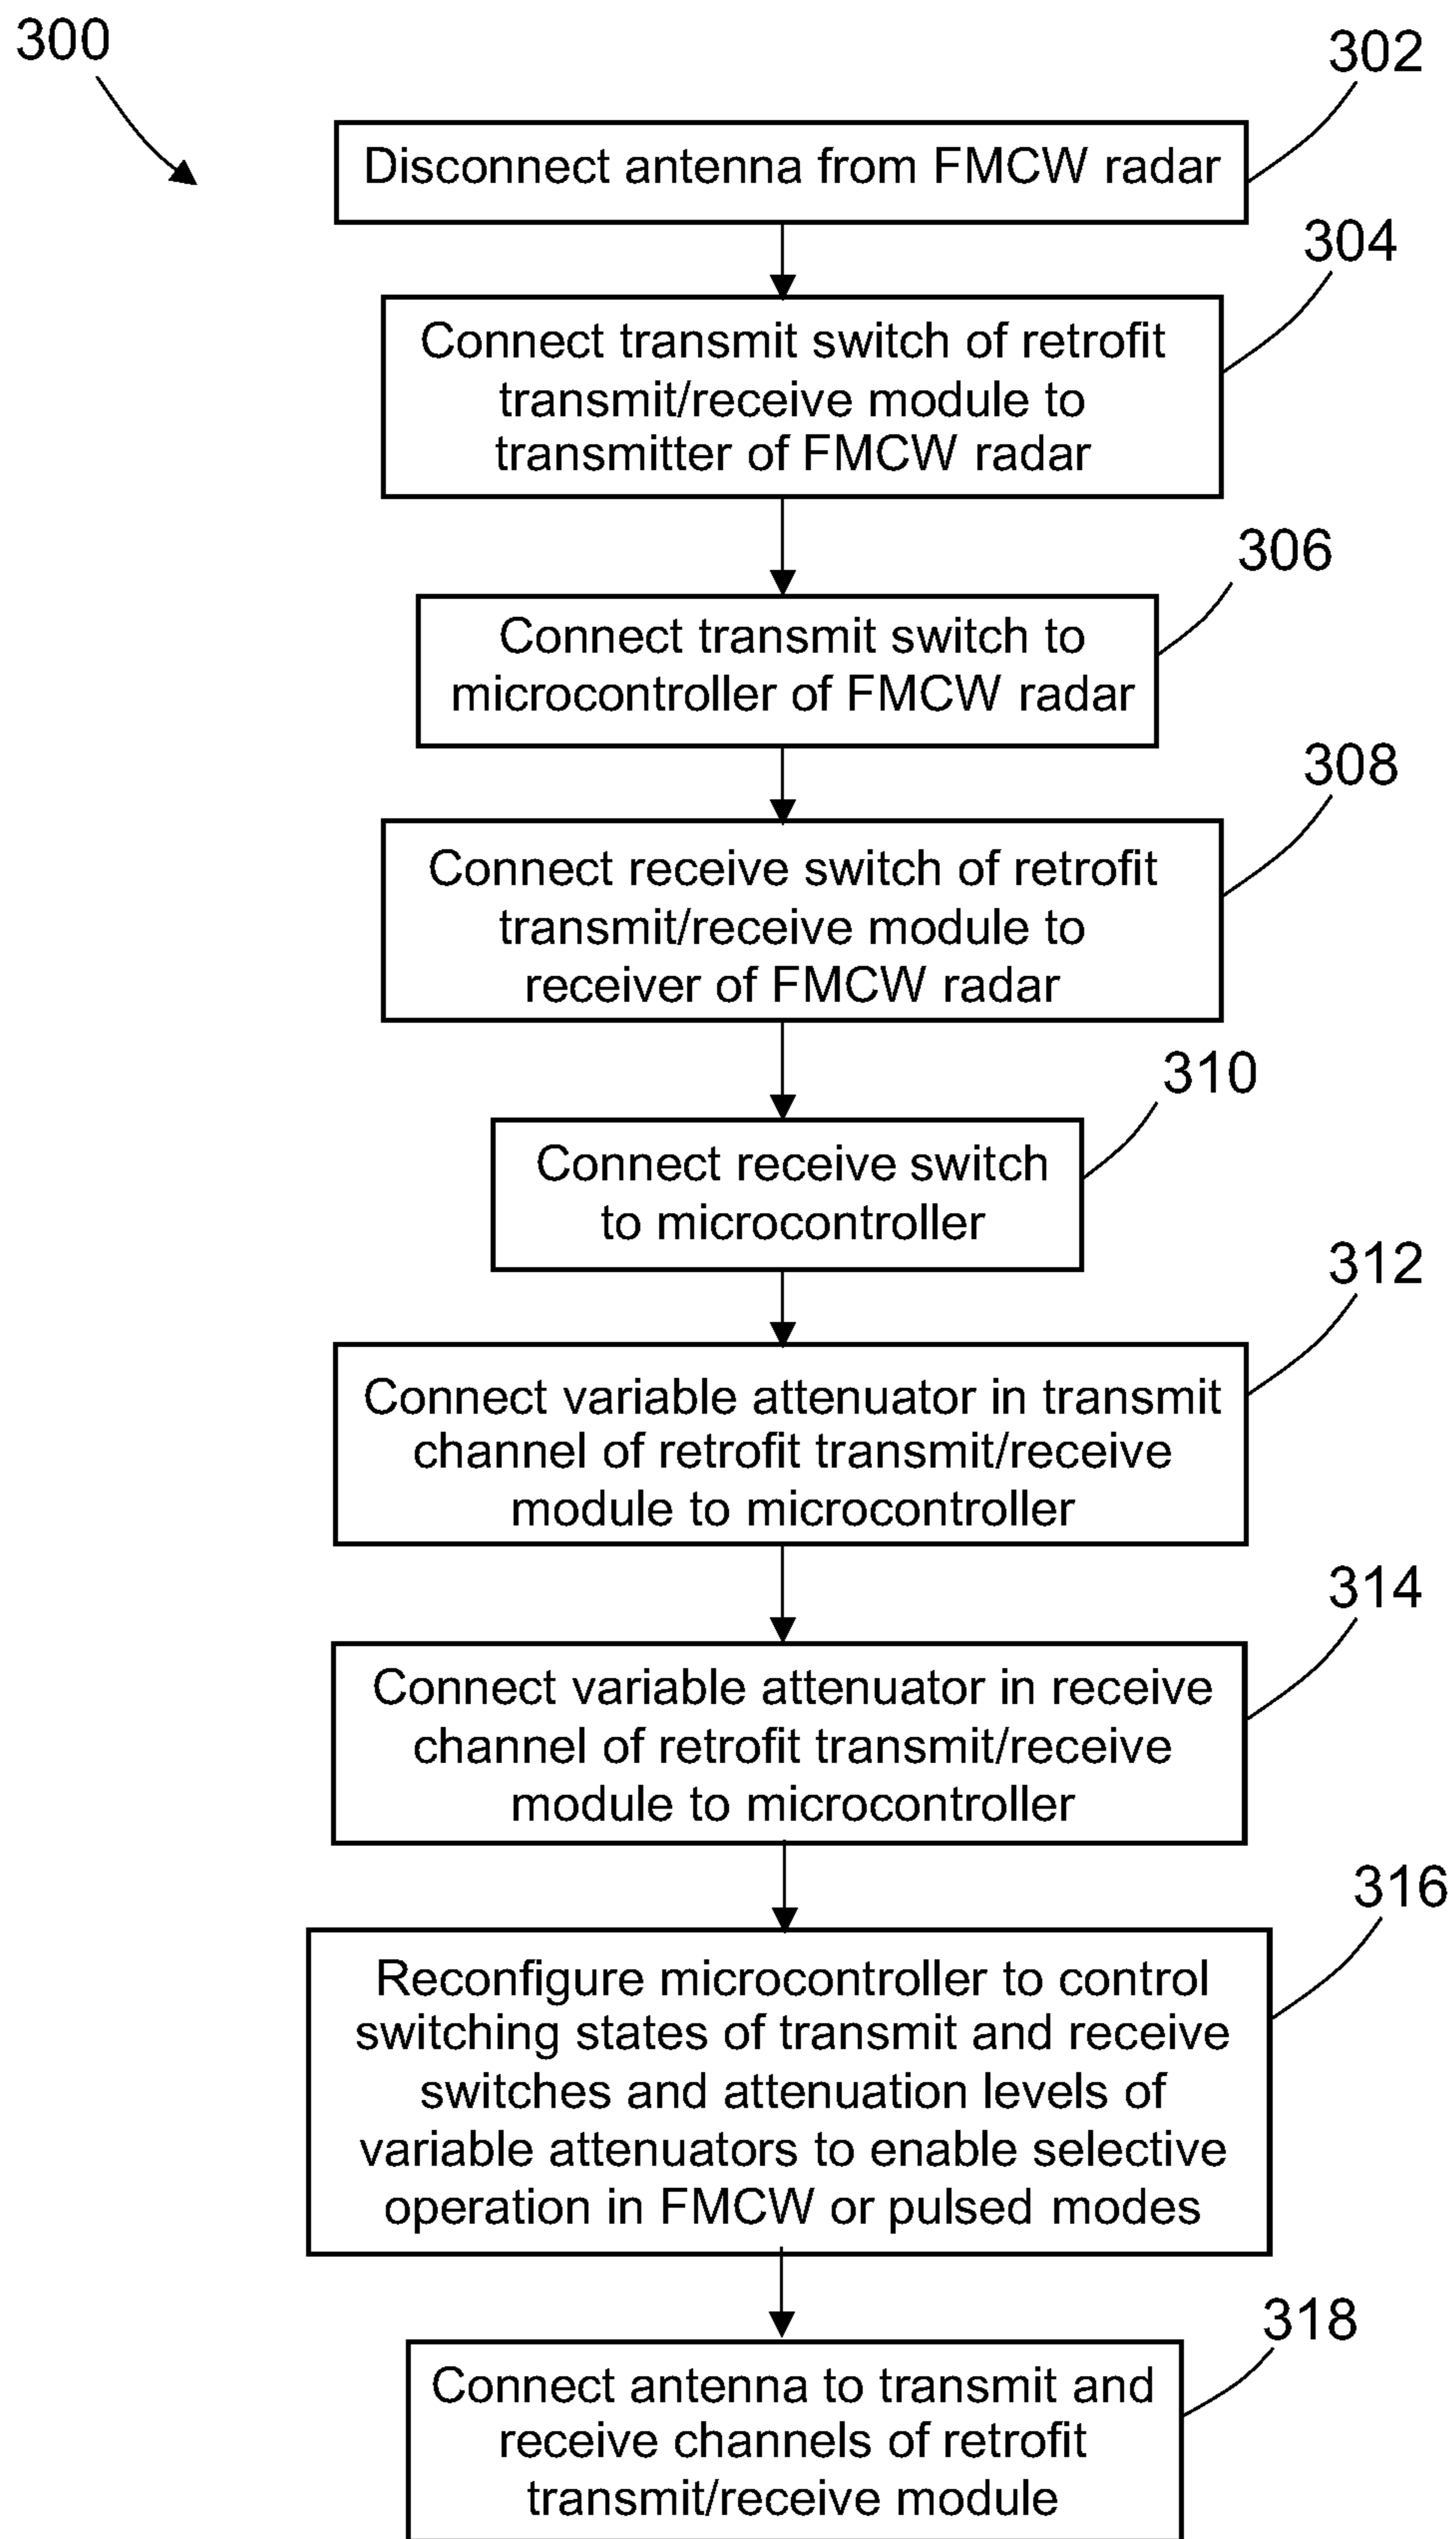 300
302
Disconnect antenna from FMCW radar
304
Connect transmit switch of retrofit
transmit/receive module to
transmitter of FMCW radar
306
Connect transmit switch to
microcontroller of FMCW radar
308
Connect receive switch of retrofit
transmit/receive module to
receiver of FMCW radar
310
Connect receive switch
to microcontroller
312
Connect variable attenuator in transmit
channel of retrofit transmit/receive
module to microcontroller
314
Connect variable attenuator in receive
channel of retrofit transmit/receive
module to microcontroller
316
Reconfigure microcontroller to control
switching states of transmit and receive
switches and attenuation levels of
variable attenuators to enable selective
operation in FMCW or pulsed modes
318
Connect antenna to transmit and
receive channels of retrofit
transmit/receive module